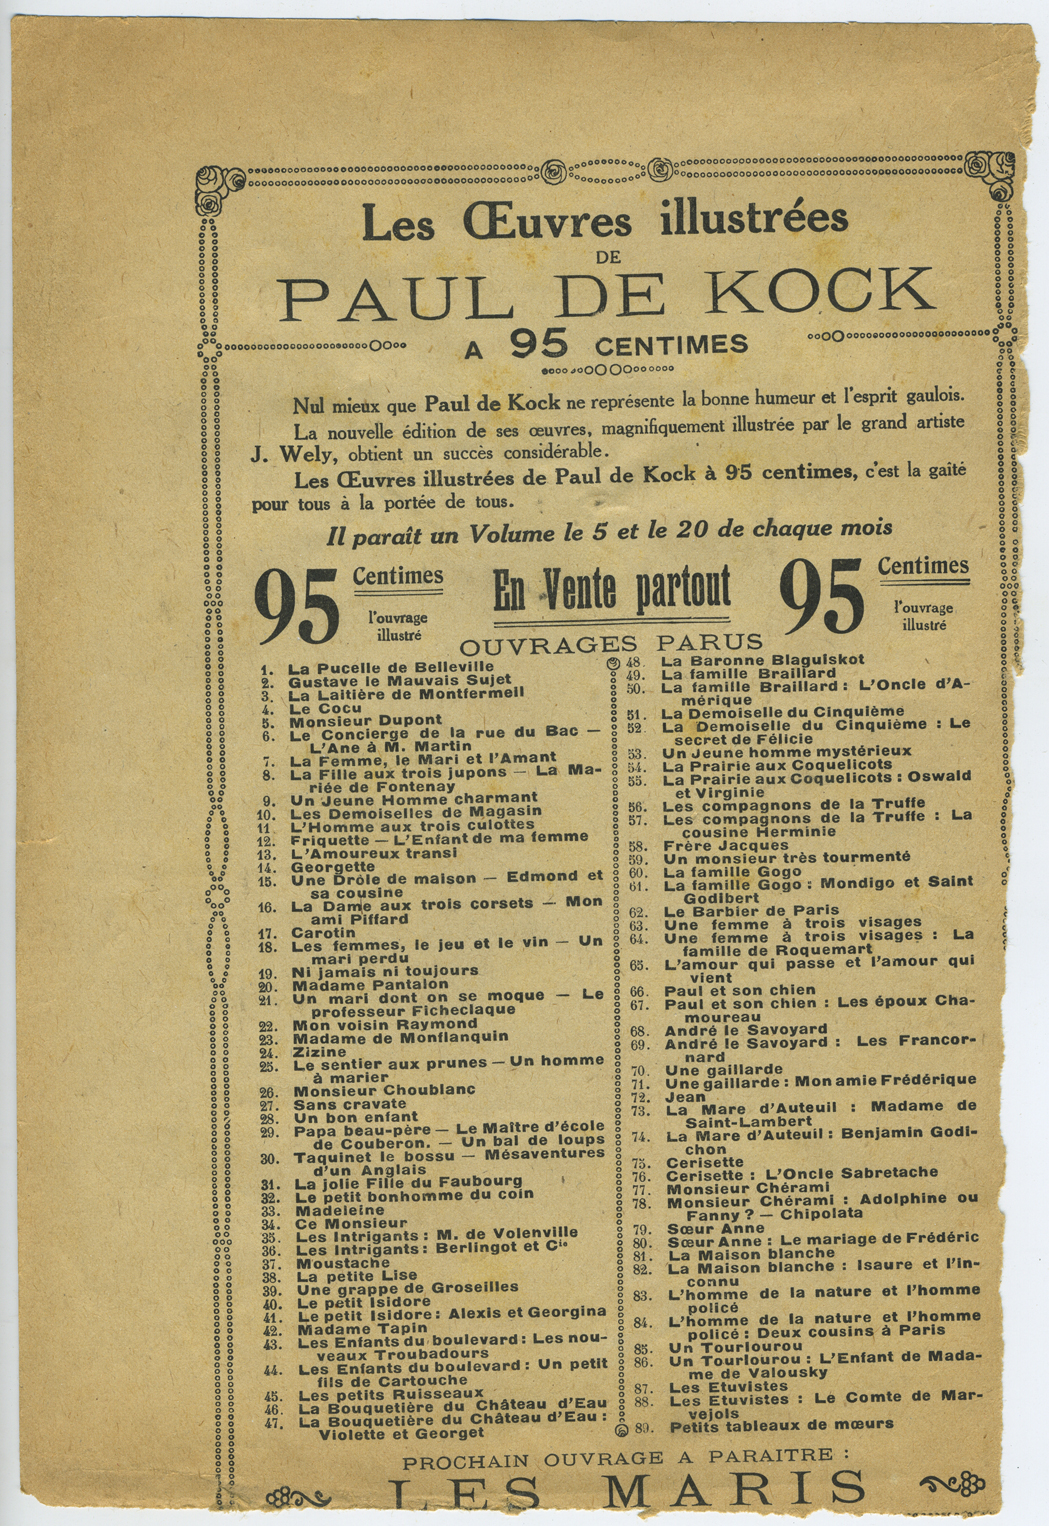 Les Œuvres illustrées
DE
PAUL DE KOCK
A 95 CENTIMES
Nul mieux que Paul de Kock ne représente la bonne humeur et l'esprit gaulois.
La nouvelle édition de ses œuvres, magnifiquement illustrée par le grand artiste
J. Wely, obtient un succès considérable.
Les Œuvres illustrées de Paul de Kock à 95 centimes, c'est la gaîté
pour tous à la portée de tous.
Il paraît un Volume le 5 et le 20 de chaque mois
95 Centimes
l'ouvrage
illustré
En Vente partout
95 Centimes
l'ouvrage
illustré
OUVRAGES PARUS
1. La Pucelle de Belleville
2. Gustave le Mauvais Sujet
3. La Laitière de Montfermeil
4. Le Cocu
5. Monsieur Dupont
6. Le Concierge de la rue du Bac —
L'Ane à M. Martin
7. La Femme, le Mari et l'Amant
8. La Fille aux trois jupons — La Ma-
riée de Fontenay
9. Un Jeune Homme charmant
10. Les Demoiselles de Magasin
11 L'Homme aux trois culottes
12. Friquette — L'Enfant de ma femme
13. L'Amoureux transi
14. Georgette
15. Une Drôle de maison — Edmond et
sa cousine
16. La Dame aux trois corsets — Mon
ami Piffard
17. Carotin
18. Les femmes, le jeu et le vin — Un
mari perdu
19. Ni jamais ni toujours
20. Madame Pantalon
21. Un mari dont on se moque — Le
professeur Ficheclaque
22. Mon voisin Raymond
23. Madame de Monflanquin
24. Zizine
25. Le sentier aux prunes — Un homme
à marier
26. Monsieur Choublanc
27. Sans cravate
28. Un bon enfant
29. Papa beau-père — Le Maître d'école
de Couberon. — Un bal de loups
30. Taquinet le bossu — Mésaventures
d'un Anglais
31. La jolie Fille du Faubourg
32. Le petit bonhomme du coin
33. Madeleine
34. Ce Monsieur
35. Les Intrigants : M. de Volenville
36. Les Intrigants : Berlingot et Cie
37. Moustache
38. La petite Lise
39. Une grappe de Groseilles
40. Le petit Isidore
41. Le petit Isidore : Alexis et Georgina
42. Madame Tapin
43. Les Enfants du boulevard : Les nou-
veaux Troubadours
44. Les Enfants du boulevard : Un petit
fils de Cartouche
45. Les petits Ruisseaux
46. La Bouquetière du Château d'Eau
47. La Bouquetière du Château d'Eau :
Violette et Georget
48. La Baronne Blaguiskot
49. La famille Braillard
50. La famille Braillard : L'Oncle d'A-
mérique
51. La Demoiselle du Cinquième
52. La Demoiselle du Cinquième : Le
secret de Félicie
53. Un Jeune homme mystérieux
54. La Prairie aux Coquelicots
55. La Prairie aux Coquelicots : Oswald
et Virginie
56. Les compagnons de la Truffe
57. Les compagnons de la Truffe : La
cousine Herminie
58. Frère Jacques
59. Un monsieur très tourmenté
60. La famille Gogo
61. La famille Gogo : Mondigo et Saint
Godibert
62. Le Barbier de Paris
63. Une femme à trois visages
64. Une femme à trois visages : La
famille de Roquemart
65. L'amour qui passe et l'amour qui
vient
66. Paul et son chien
67. Paul et son chien : Les époux Cha-
moureau
68. André le Savoyard
69. André le Savoyard : Les Francor-
nard
70. Une gaillarde
71. Une gaillarde : Mon amie Frédérique
72. Jean
73. La Mare d'Auteuil : Madame de
Saint-Lambert
74. La Mare d'Auteuil : Benjamin Godi-
chon
75. Cerisette
76. Cerisette : L'Oncle Sabretache
77. Monsieur Chérami
78. Monsieur Chérami : Adolphine ou
Fanny ? — Chipolata
79. Sœur Anne
80. Sœur Anne : Le mariage de Frédéric
81. La Maison blanche
82. La Maison blanche : Isaure et l'In-
connu
83. L'homme de la nature et l'homme
policé
84. L'homme de la nature et l'homme
policé : Deux cousins à Paris
85. Un Tourlourou
86. Un Tourlourou : L'Enfant de Mada-
me de Valousky
87. Les Etuvistes
88. Les Etuvistes : Le Comte de Mar-
vejols
89. Petits tableaux de mœurs
PROCHAIN OUVRAGE A PARAITRE :
LES MARIS